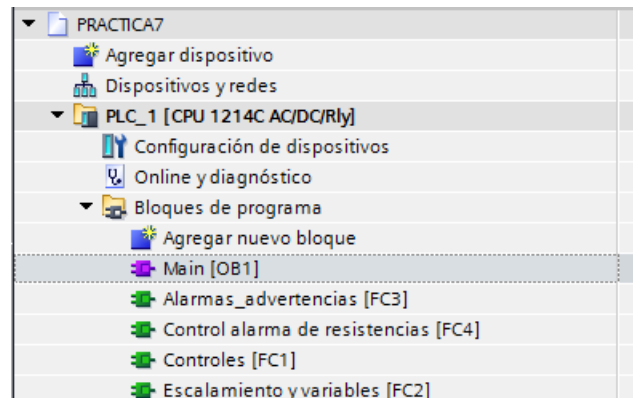 PRACTICA7
Agregar dispositivo
Dispositivos y redes
PLC_1 [CPU 1214C AC/DC/Rly]
Configuración de dispositivos
Online y diagnóstico
Bloques de programa
Agregar nuevo bloque
Main [OB1]
Alarmas_advertencias [FC3]
Control alarma de resistencias [FC4]
Controles [FC1]
Escalamiento y variables [FC2]